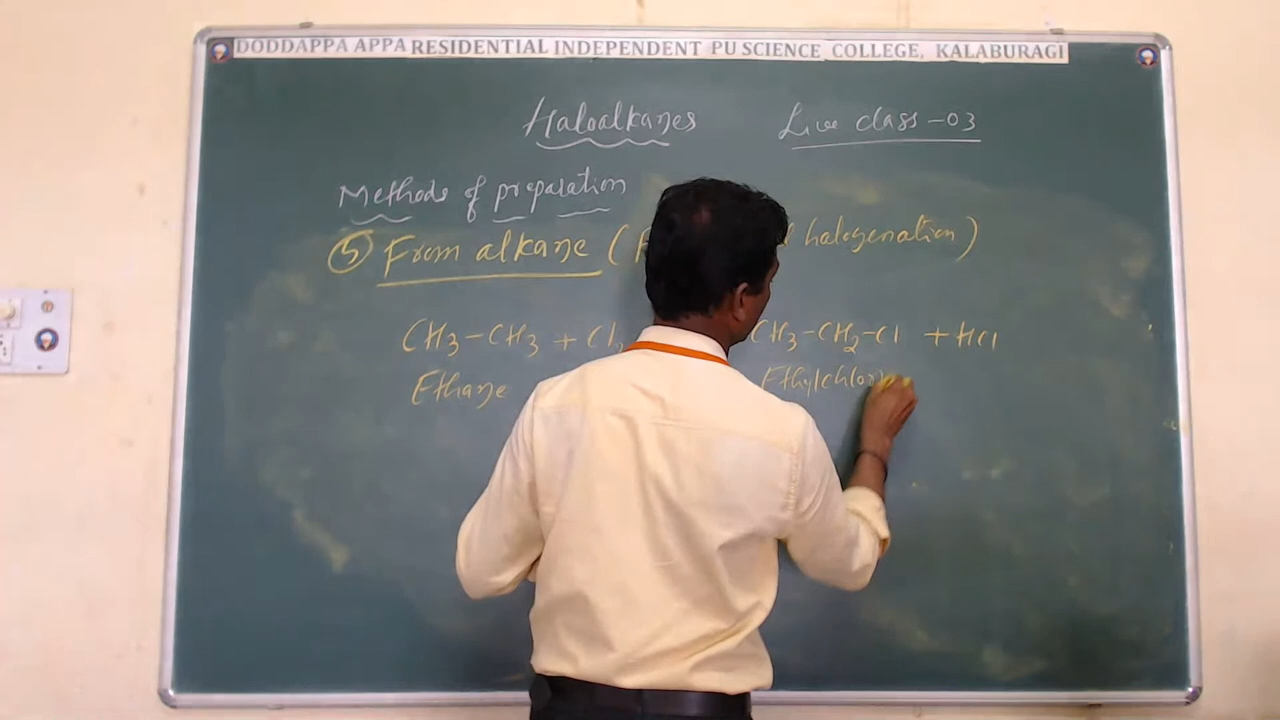 DODDAPPA APPA RESIDENTIAL INDEPENDENT PU SCIENCE COLLEGE, KALABURAGI
Haloalkanes Live class -03
Methods of preparation
⑤ From alkane ( halogenation)
CH3-CH3 + Cl2 CH3-CH2-Cl + HCl
Ethane Ethylchlor